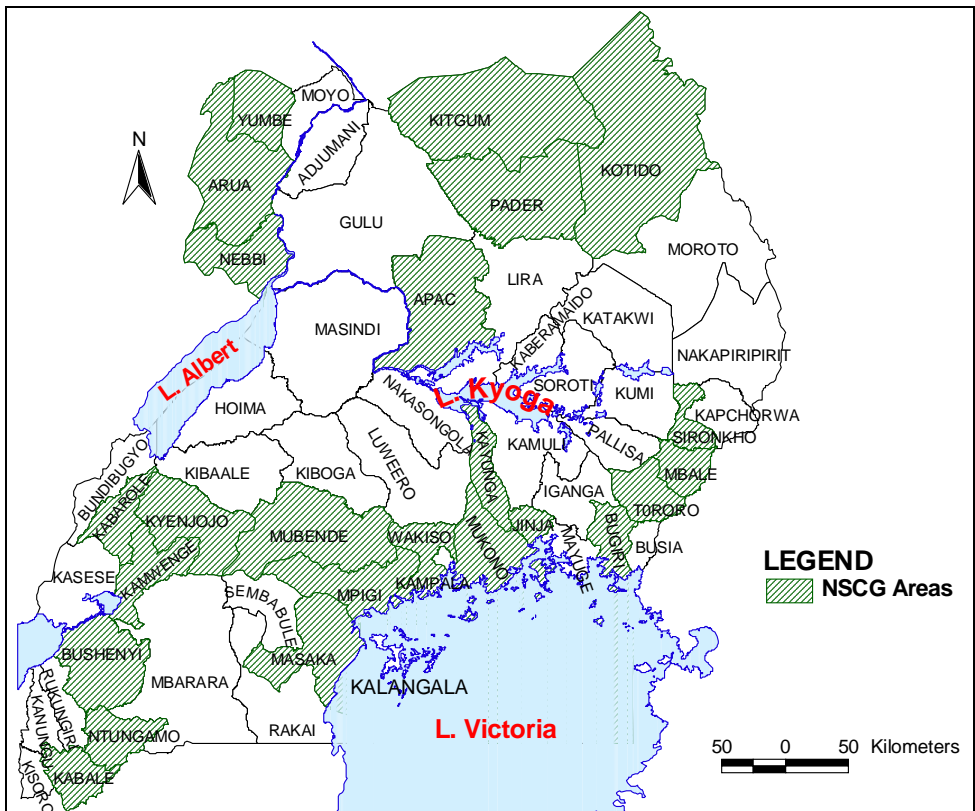 MOYO
YUMBE
KITGUM
N
ADJUMANI
KOTIDO
ARUA
PADER
GULU
MOROTO
NEBBI
LIRA
APAC
KABERAMAIDO
KATAKWI
MASINDI
L. Albert
NAKAPIRIPIRIT
SOROTI
L. Kyoga
KUMI
NAKASONGOLA
HOIMA
KAPCHORWA
KAYUNGA
KAMULI
PALLISA
SIRONKHO
LUWEERO
BUNDIBUGYO
KIBAALE
KIBOGA
MBALE
IGANGA
KABAROLE
KYENJOJO
T0RORO
MUBENDE
WAKISO
MUKONO
JINJA
MAYUGE
BUGIRI
BUSIA
LEGEND
NSCG Areas
KASESE
KAMWENGE
KAMPALA
SEMBABULE
MPIGI
BUSHENYI
MASAKA
MBARARA
KALANGALA
RUKUNGIRI
KANUNGU
NTUNGAMO
RAKAI
L. Victoria
KISORO
KABALE
50 0 50 Kilometers